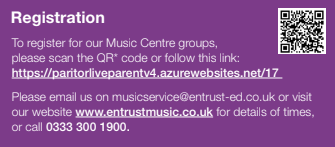 Registration
To register for our Music Centre groups,
please scan the QR* code or follow this link:
https://paritorliveparentv4.azurewebsites.net/17
Please email us on musicservice@entrust-ed.co.uk or visit
our website www.entrustmusic.co.uk for details of times,
or call 0333 300 1900.